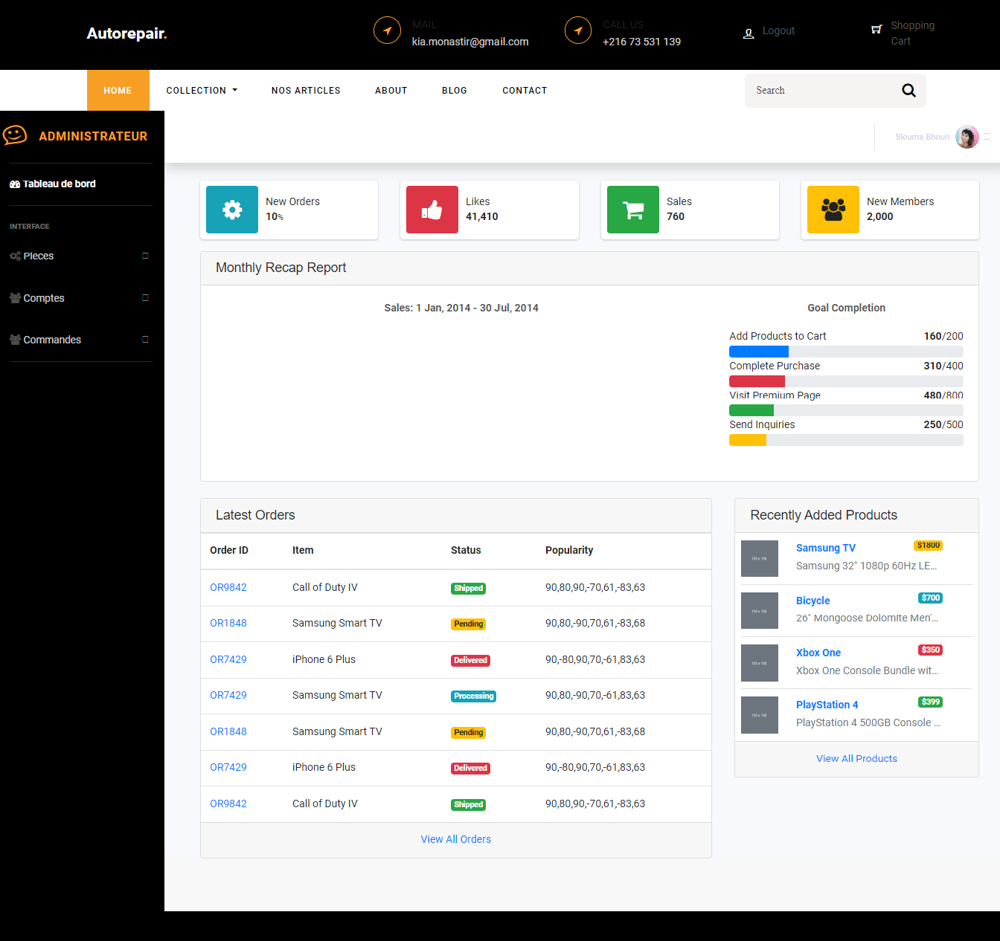 Autorepair.
MAIL
kia.monastir@gmail.com
CALL US
+216 73 531 139
Logout
Shopping
Cart
HOME
COLLECTION
NOS ARTICLES
ABOUT
BLOG
CONTACT
Search
ADMINISTRATEUR
Slouma Bhouri
Tableau de bord
INTERFACE
Pieces
Comptes
Commandes
New Orders
10%
Likes
41,410
Sales
760
New Members
2,000
Monthly Recap Report
Sales: 1 Jan, 2014 - 30 Jul, 2014
Goal Completion
Add Products to Cart 160/200
Complete Purchase 310/400
Visit Premium Page 480/800
Send Inquiries 250/500
Latest Orders
Order ID Item Status Popularity
OR9842 Call of Duty IV Shipped 90,80,90,-70,61,-83,63
OR1848 Samsung Smart TV Pending 90,80,-90,70,61,-83,68
OR7429 iPhone 6 Plus Delivered 90,-80,90,70,-61,83,63
OR7429 Samsung Smart TV Processing 90,80,-90,70,-61,83,63
OR1848 Samsung Smart TV Pending 90,80,-90,70,61,-83,68
OR7429 iPhone 6 Plus Delivered 90,-80,90,70,-61,83,63
OR9842 Call of Duty IV Shipped 90,80,90,-70,61,-83,63
View All Orders
Recently Added Products
150 x 150
Samsung TV $1800
Samsung 32" 1080p 60Hz LE...
150 x 150
Bicycle $700
26" Mongoose Dolomite Men'...
150 x 150
Xbox One $350
Xbox One Console Bundle wit...
150 x 150
PlayStation 4 $399
PlayStation 4 500GB Console ...
View All Products